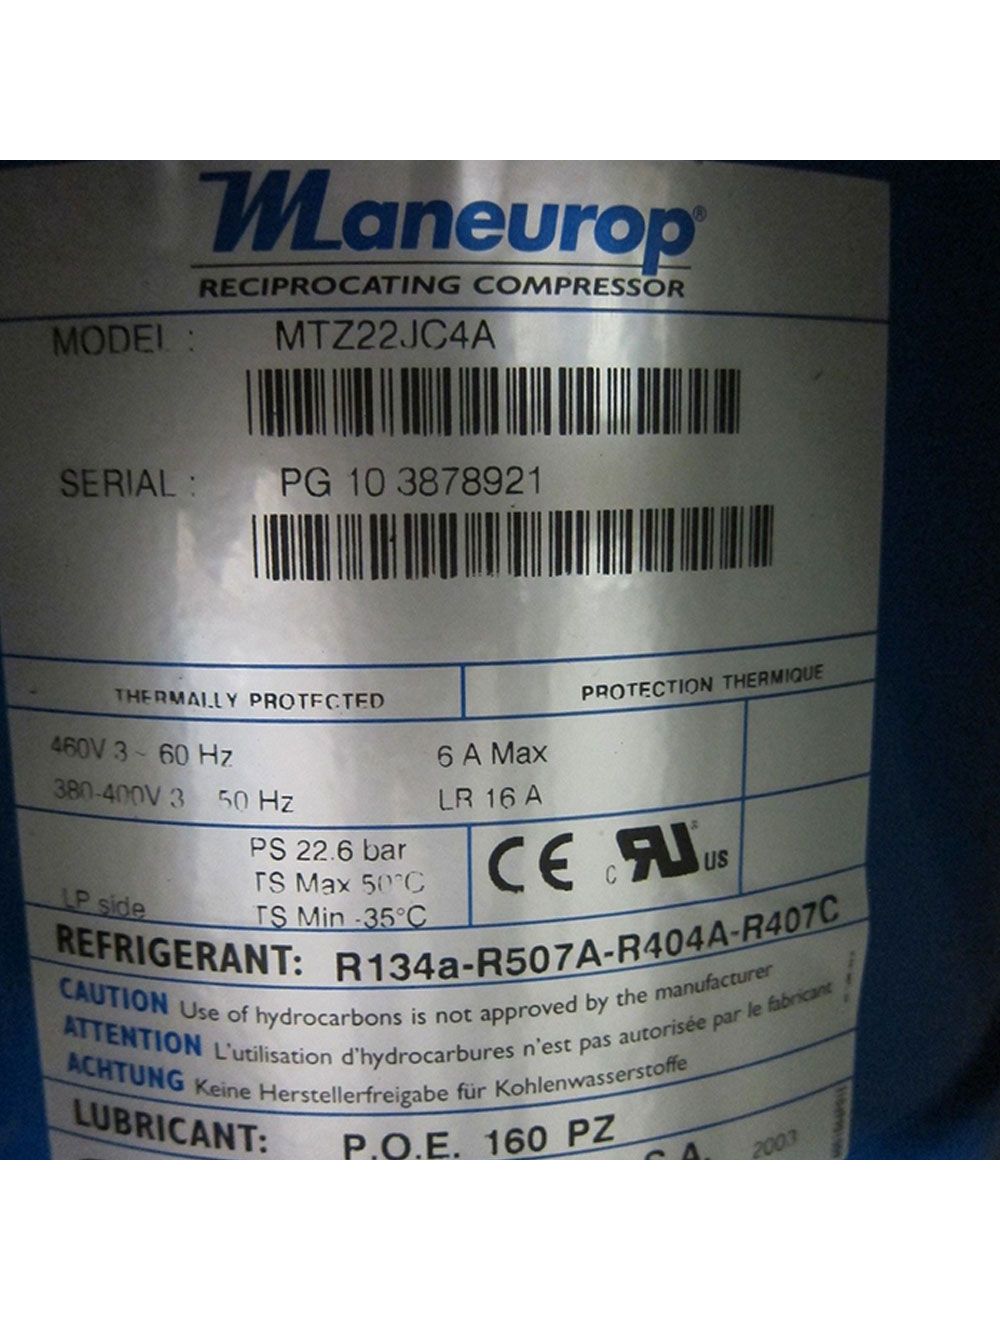 Maneurop®
RECIPROCATING COMPRESSOR
MODEL : MTZ22JC4A
SERIAL : PG 10 3878921
THERMALLY PROTECTED PROTECTION THERMIQUE
460V 3 ~ 60 Hz 6 A Max
380-400V 3 50 Hz LR 16 A
PS 22.6 bar
TS Max 50°C
LP side TS Min -35°C
CE c RU® US
REFRIGERANT: R134a-R507A-R404A-R407C
CAUTION Use of hydrocarbons is not approved by the manufacturer
ATTENTION L'utilisation d'hydrocarbures n'est pas autorisée par le fabricant
ACHTUNG Keine Herstellerfreigabe für Kohlenwasserstoffe
LUBRICANT: P.O.E. 160 PZ
S.A. 2003